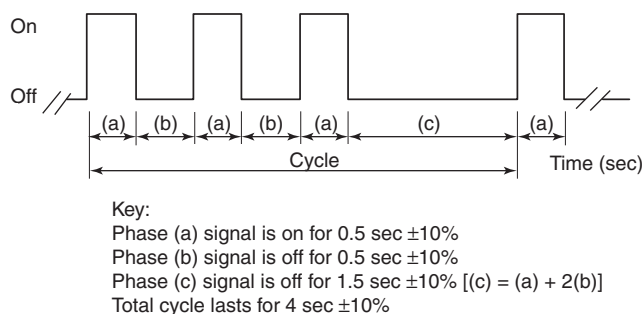 On
Off
(a) (b) (a) (b) (a) (c) (a)
Cycle
Time (sec)
Key:
Phase (a) signal is on for 0.5 sec ±10%
Phase (b) signal is off for 0.5 sec ±10%
Phase (c) signal is off for 1.5 sec ±10% [(c) = (a) + 2(b)]
Total cycle lasts for 4 sec ±10%